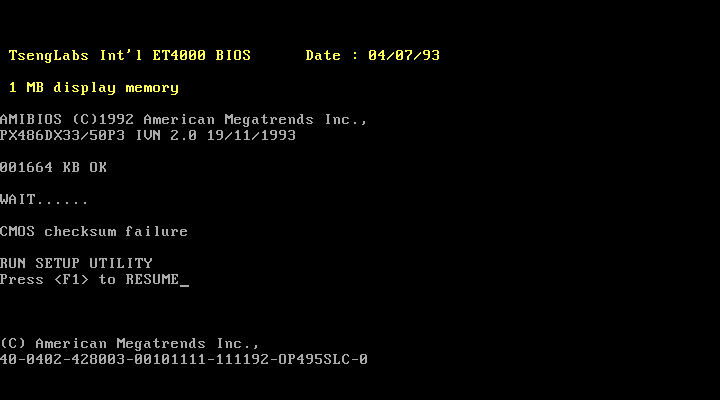 TsengLabs Int'l ET4000 BIOS Date : 04/07/93
1 MB display memory
AMIBIOS (C)1992 American Megatrends Inc.,
PX486DX33/50P3 IVN 2.0 19/11/1993
001664 KB OK
WAIT......
CMOS checksum failure
RUN SETUP UTILITY
Press <F1> to RESUME_
(C) American Megatrends Inc.,
40-0402-428003-00101111-111192-OP495SLC-0